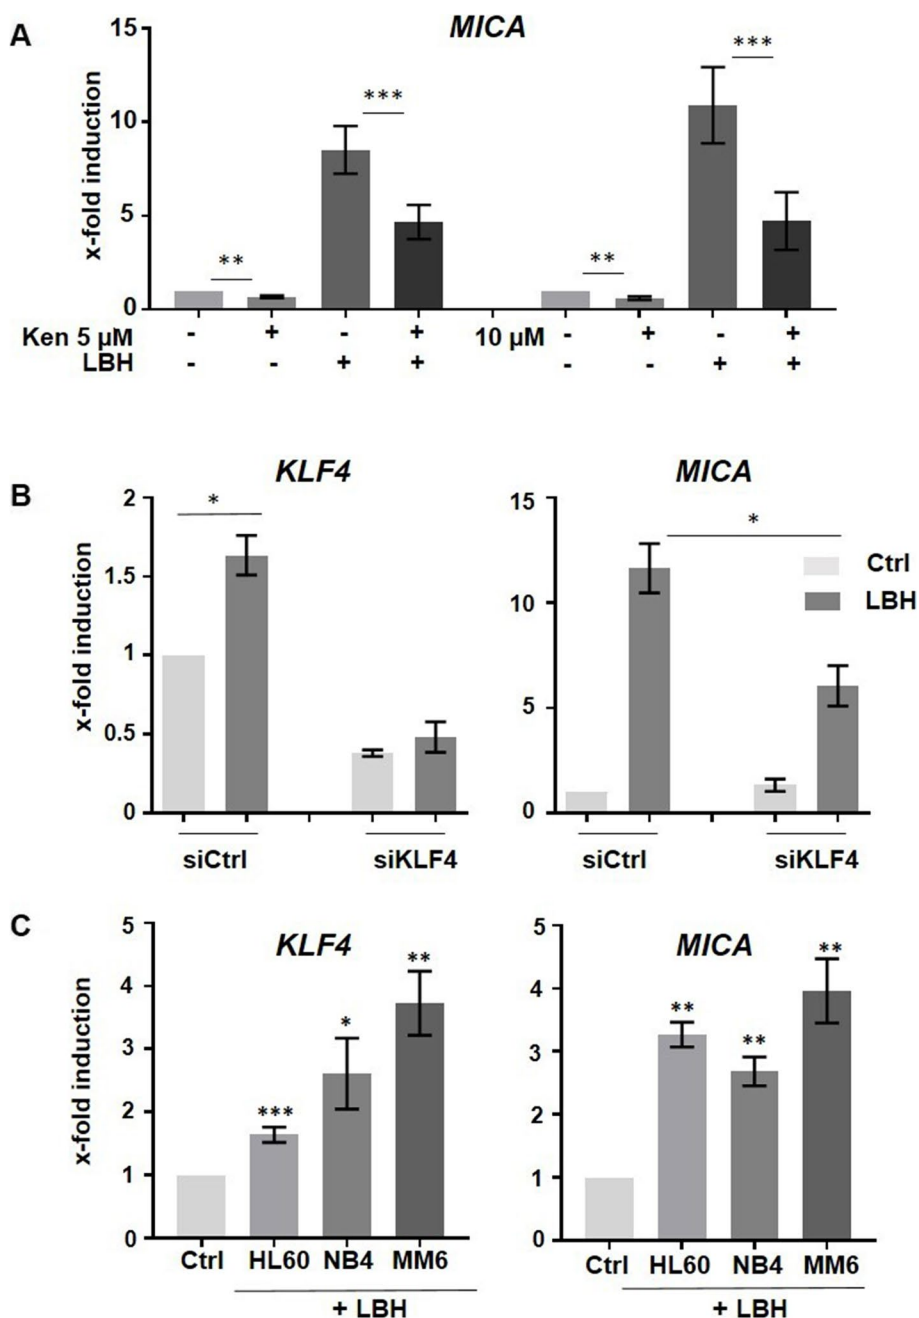 A
MICA
x-fold induction
15
10
5
0
**
***
**
***
Ken 5 µM - + - + 10 µM - + - +
LBH - - + + - - + +
B
KLF4
x-fold induction
2
1.5
1
0.5
0
*
siCtrl siKLF4
MICA
15
10
5
0
*
Ctrl
LBH
siCtrl siKLF4
C
KLF4
x-fold induction
5
4
3
2
1
0
***
*
**
Ctrl HL60 NB4 MM6
+ LBH
MICA
5
4
3
2
1
0
**
**
**
Ctrl HL60 NB4 MM6
+ LBH